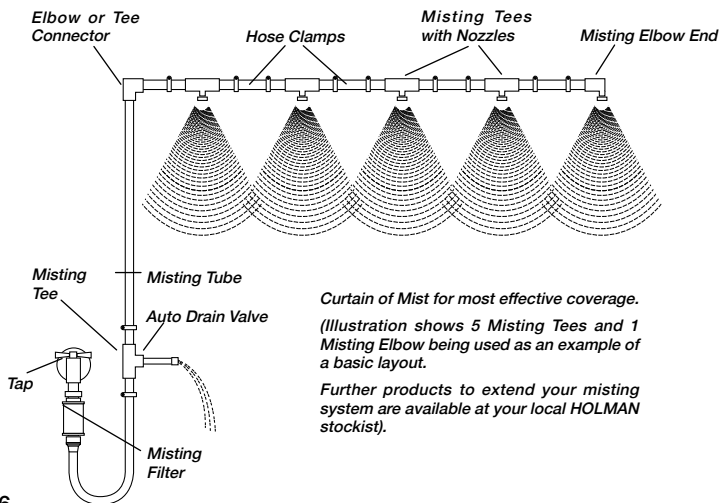 Elbow or Tee
Connector
Hose Clamps
Misting Tees
with Nozzles
Misting Elbow End
Misting
Tee
Misting Tube
Auto Drain Valve
Tap
Misting
Filter
Curtain of Mist for most effective coverage.
(Illustration shows 5 Misting Tees and 1
Misting Elbow being used as an example of
a basic layout.
Further products to extend your misting
system are available at your local HOLMAN
stockist).
6